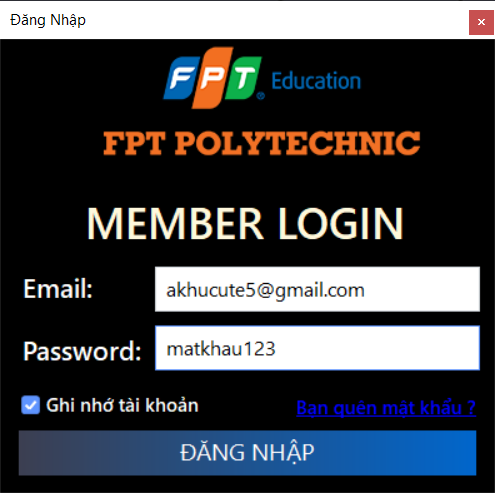 Đăng Nhập
FPT Education
FPT POLYTECHNIC
MEMBER LOGIN
Email: akhucute5@gmail.com
Password: matkhau123
Ghi nhớ tài khoản Bạn quên mật khẩu ?
ĐĂNG NHẬP